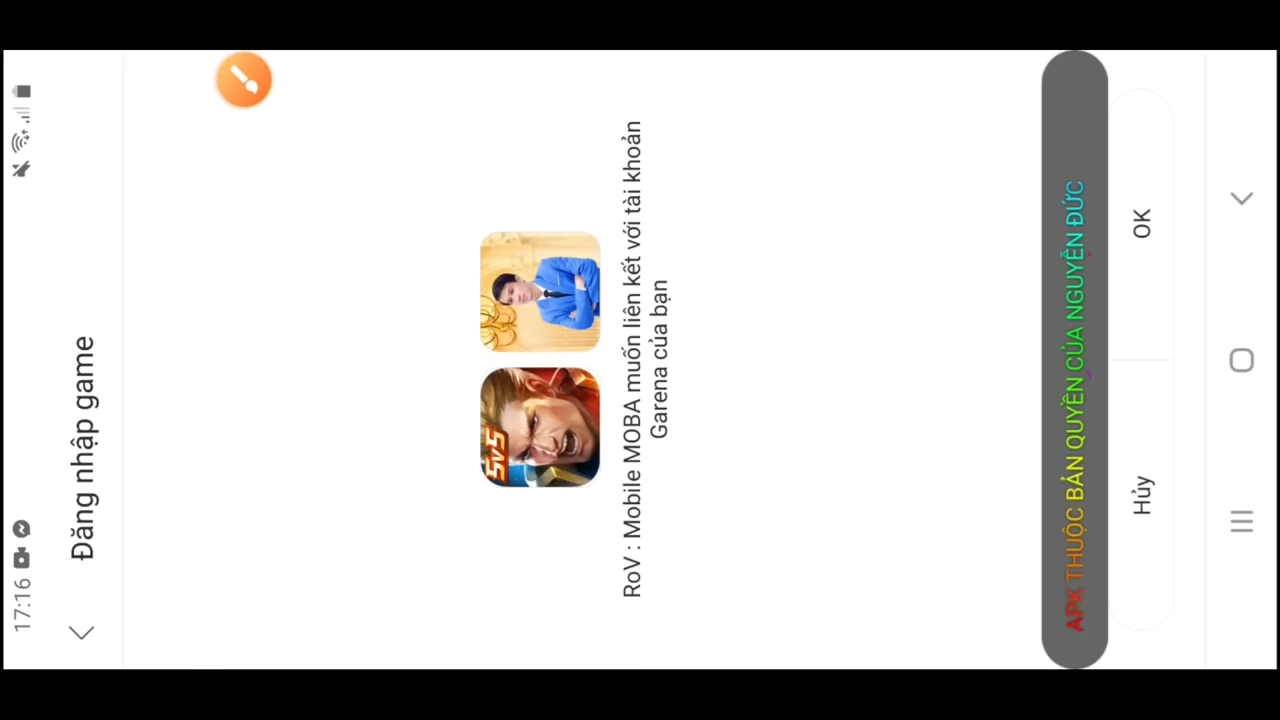 17:16
Đăng nhập game
5v5
RoV : Mobile MOBA muốn liên kết với tài khoản
Garena của bạn
APK THUỘC BẢN QUYỀN CỦA NGUYỄN ĐỨC
Hủy
OK